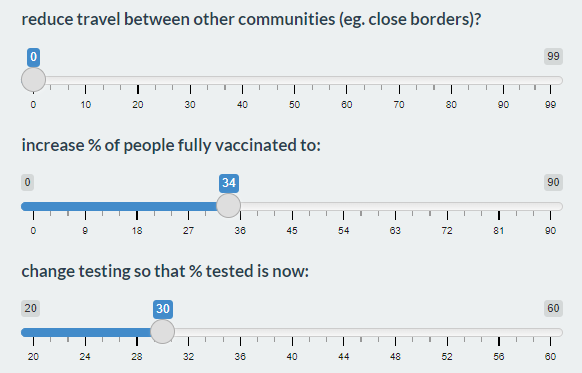 reduce travel between other communities (eg. close borders)?
0 99
0 10 20 30 40 50 60 70 80 90 99
increase % of people fully vaccinated to:
0 34 90
0 9 18 27 36 45 54 63 72 81 90
change testing so that % tested is now:
20 30 60
20 24 28 32 36 40 44 48 52 56 60